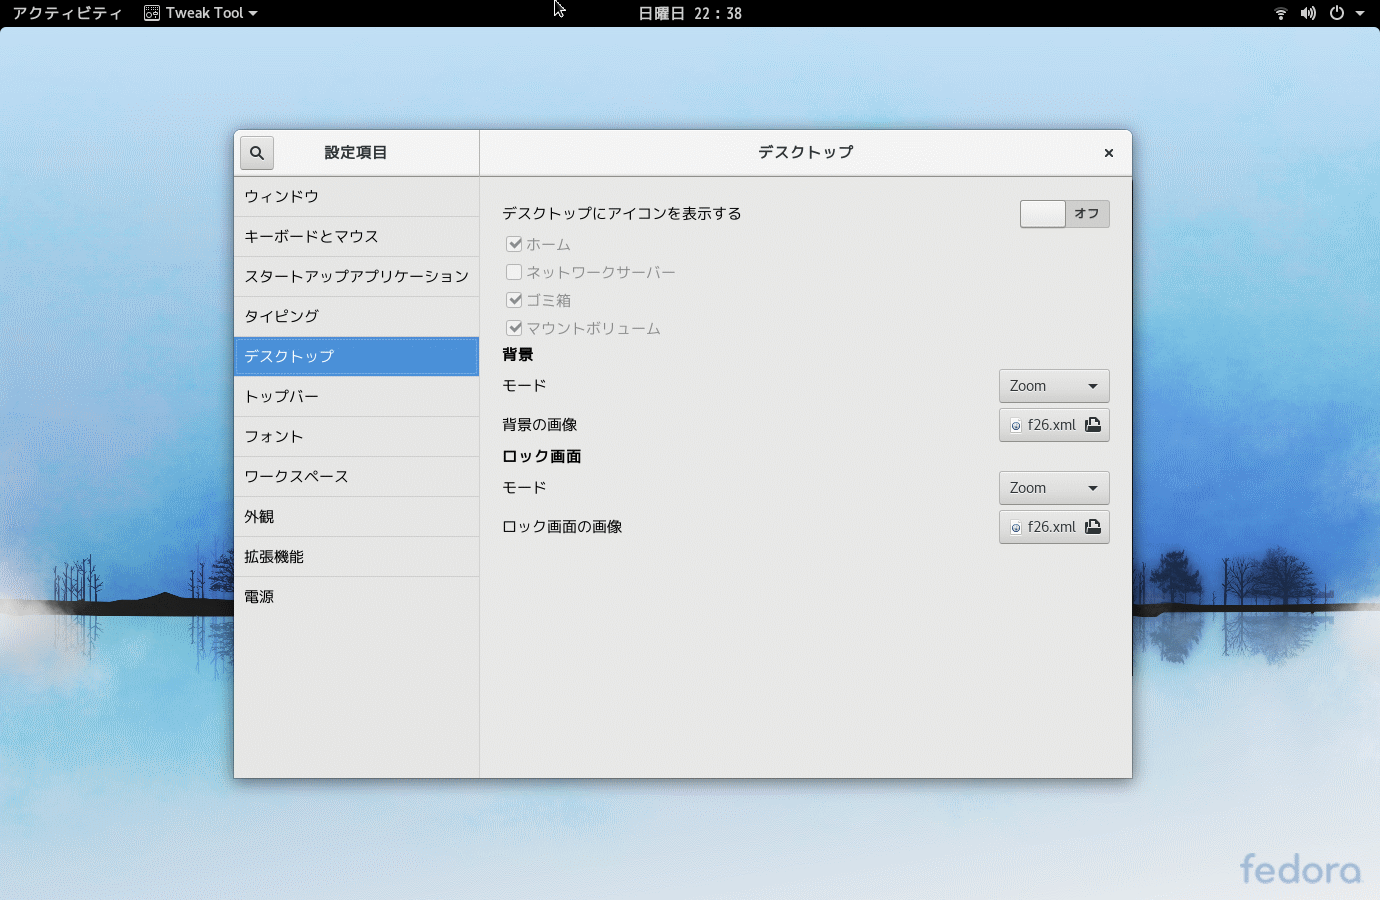 アクティビティ Tweak Tool 日曜日 22 : 38
設定項目 デスクトップ
ウィンドウ
キーボードとマウス
スタートアップアプリケーション
タイピング
デスクトップ
トップバー
フォント
ワークスペース
外観
拡張機能
電源
デスクトップにアイコンを表示する オフ
ホーム
ネットワークサーバー
ゴミ箱
マウントボリューム
背景
モード Zoom
背景の画像 f26.xml
ロック画面
モード Zoom
ロック画面の画像 f26.xml
fedora